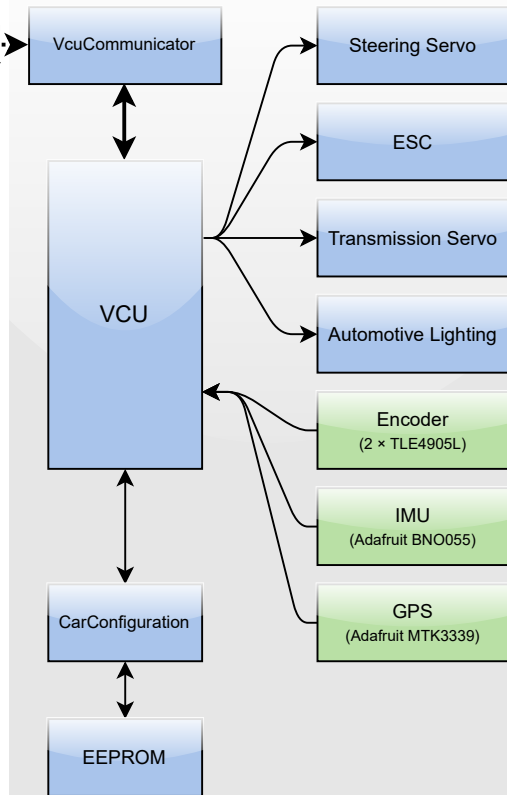 VcuCommunicator
Steering Servo
ESC
Transmission Servo
VCU
Automotive Lighting
Encoder
(2 × TLE4905L)
IMU
(Adafruit BNO055)
CarConfiguration
GPS
(Adafruit MTK3339)
EEPROM